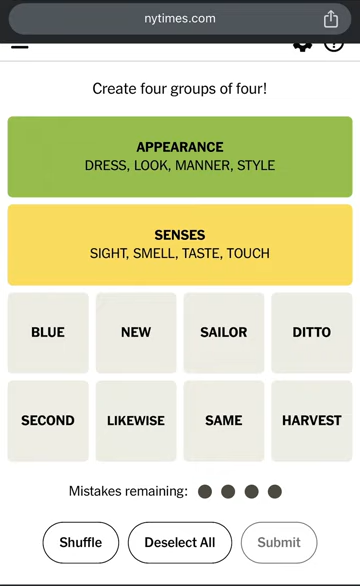 nytimes.com
Create four groups of four!
APPEARANCE
DRESS, LOOK, MANNER, STYLE
SENSES
SIGHT, SMELL, TASTE, TOUCH
BLUE NEW SAILOR DITTO
SECOND LIKEWISE SAME HARVEST
Mistakes remaining:
Shuffle Deselect All Submit